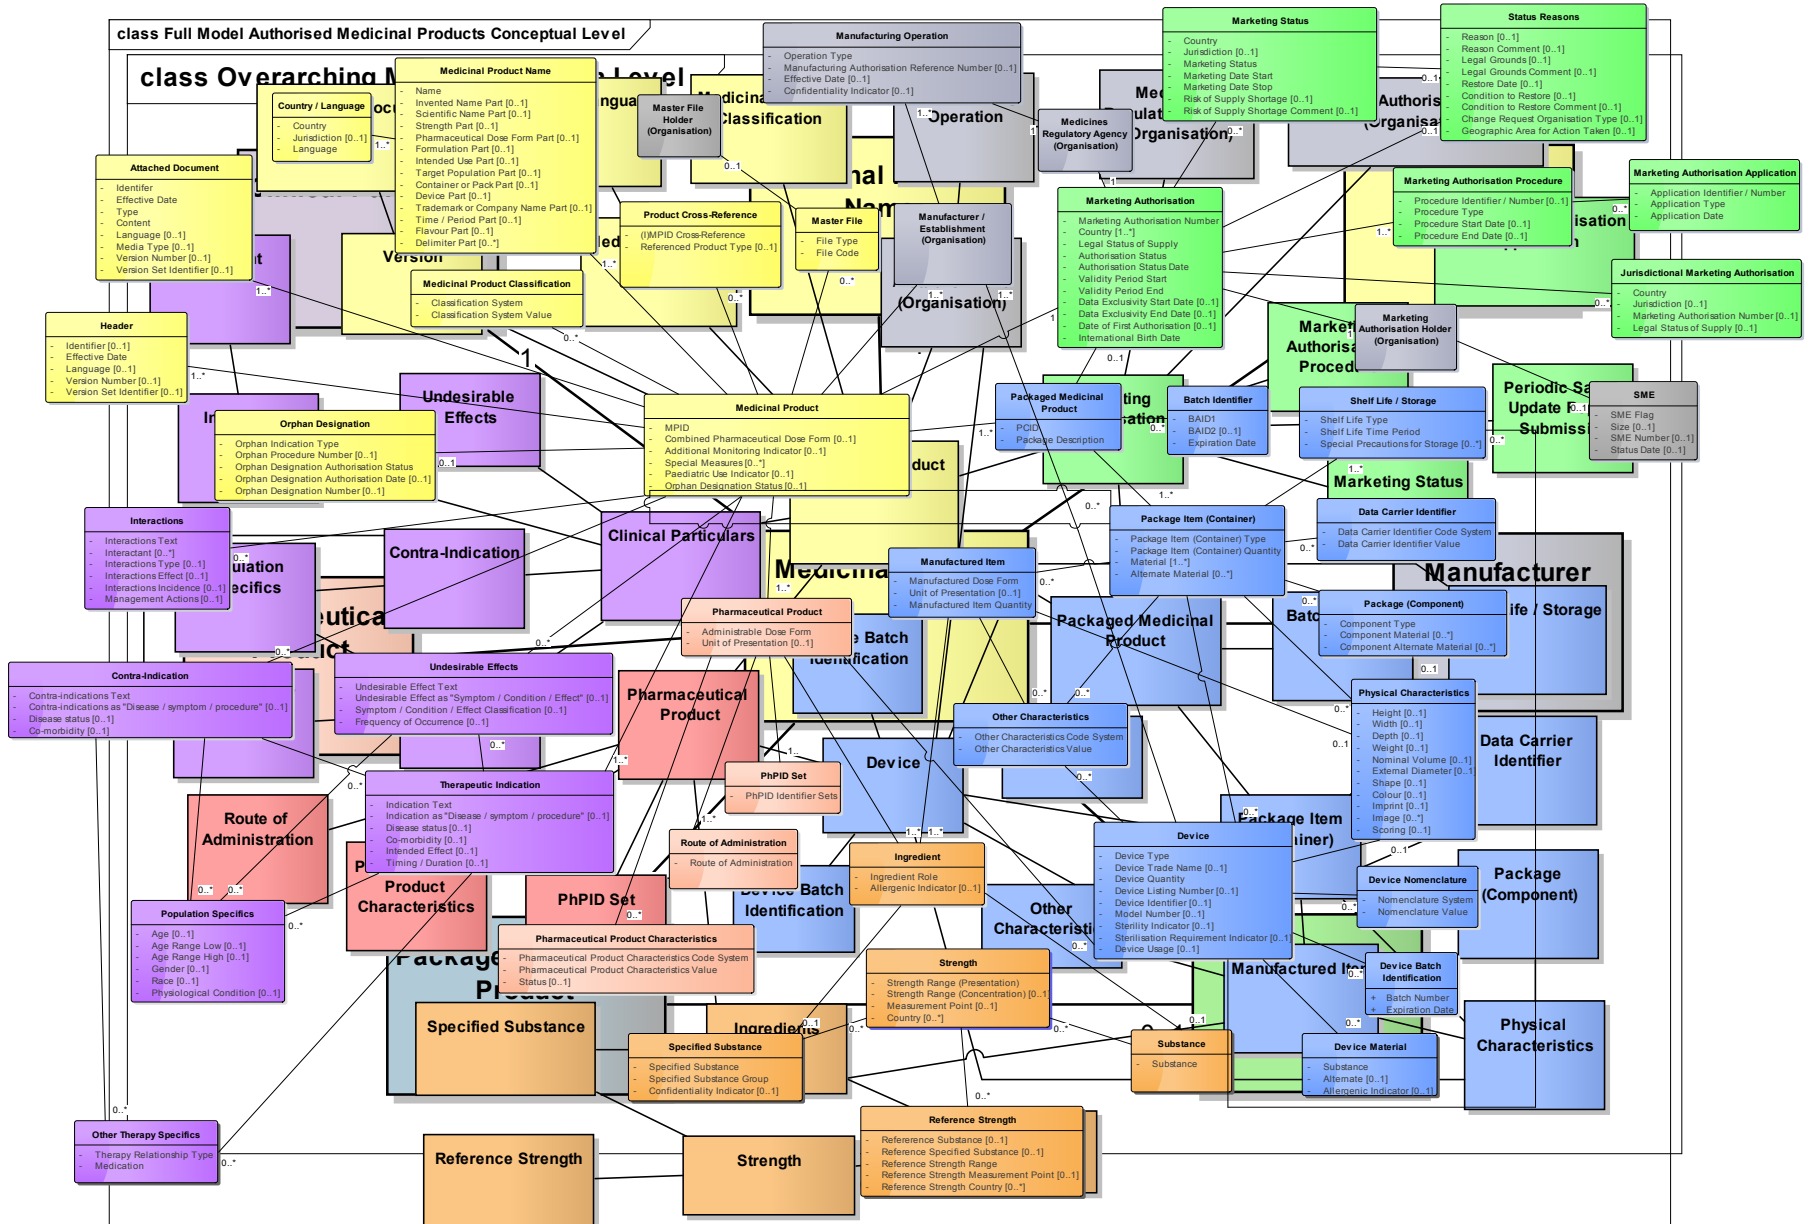 class Full Model Authorised Medicinal Products Conceptual Level
class Overarching
Level
Country / Language
- Country
- Jurisdiction [0..1]
- Language
Medicinal Product Name
- Name
- Invented Name Part [0..1]
- Scientific Name Part [0..1]
- Strength Part [0..1]
- Pharmaceutical Dose Form Part [0..1]
- Formulation Part [0..1]
- Intended Use Part [0..1]
- Target Population Part [0..1]
- Container or Pack Part [0..1]
- Device Part [0..1]
- Trademark or Company Name Part [0..1]
- Time / Period Part [0..1]
- Flavour Part [0..1]
- Delimiter Part [0..*]
Master File
Holder
(Organisation)
Classification
Manufacturing Operation
- Operation Type
- Manufacturing Authorisation Reference Number [0..1]
- Effective Date [0..1]
- Confidentiality Indicator [0..1]
Operation
Medicines
Regulatory Agency
(Organisation)
Marketing Status
- Country
- Jurisdiction [0..1]
- Marketing Status
- Marketing Date Start
- Marketing Date Stop
- Risk of Supply Shortage [0..1]
- Risk of Supply Shortage Comment [0..1]
Status Reasons
- Reason [0..1]
- Reason Comment [0..1]
- Legal Grounds [0..1]
- Legal Grounds Comment [0..1]
- Restore Date [0..1]
- Condition to Restore [0..1]
- Condition to Restore Comment [0..1]
- Change Request Organisation Type [0..1]
- Geographic Area for Action Taken [0..1]
Attached Document
- Identifer
- Effective Date
- Type
- Content
- Language [0..1]
- Media Type [0..1]
- Version Number [0..1]
- Version Set Identifier [0..1]
Version
Product Cross-Reference
- (I)MPID Cross-Reference
- Referenced Product Type [0..1]
Master File
- File Type
- File Code
Manufacturer /
Establishment
(Organisation)
(Organisation)
Marketing Authorisation
- Marketing Authorisation Number
- Country [1..*]
- Legal Status of Supply
- Authorisation Status
- Authorisation Status Date
- Validity Period Start
- Validity Period End
- Data Exclusivity Start Date [0..1]
- Data Exclusivity End Date [0..1]
- Date of First Authorisation [0..1]
- International Birth Date
Marketing Authorisation Procedure
- Procedure Identifier / Number [0..1]
- Procedure Type
- Procedure Start Date [0..1]
- Procedure End Date [0..1]
Marketing Authorisation Application
- Application Identifier / Number
- Application Type
- Application Date
Jurisdictional Marketing Authorisation
- Country
- Jurisdiction [0..1]
- Marketing Authorisation Number [0..1]
- Legal Status of Supply [0..1]
Marketing
Authorisation Holder
(Organisation)
Medicinal Product Classification
- Classification System
- Classification System Value
Header
- Identifier [0..1]
- Effective Date
- Language [0..1]
- Version Number [0..1]
- Version Set Identifier [0..1]
Undesirable
Effects
Orphan Designation
- Orphan Indication Type
- Orphan Procedure Number [0..1]
- Orphan Designation Authorisation Status
- Orphan Designation Authorisation Date [0..1]
- Orphan Designation Number [0..1]
Medicinal Product
- MPID
- Combined Pharmaceutical Dose Form [0..1]
- Additional Monitoring Indicator [0..1]
- Special Measures [0..*]
- Paediatric Use Indicator [0..1]
- Orphan Designation Status [0..1]
Packaged Medicinal
Product
- PCID
- Package Description
Batch Identifier
- BAID1
- BAID2 [0..1]
- Expiration Date
Shelf Life / Storage
- Shelf Life Type
- Shelf Life Time Period
- Special Precautions for Storage [0..*]
SME
- SME Flag
- Size [0..1]
- SME Number [0..1]
- Status Date [0..1]
Marketing Status
Interactions
- Interactions Text
- Interactant [0..*]
- Interactions Type [0..1]
- Interactions Effect [0..1]
- Interactions Incidence [0..1]
- Management Actions [0..1]
Contra-Indication
Clinical Particulars
Package Item (Container)
- Package Item (Container) Type
- Package Item (Container) Quantity
- Material [1..*]
- Alternate Material [0..*]
Data Carrier Identifier
- Data Carrier Identifier Code System
- Data Carrier Identifier Value
Manufactured Item
- Manufactured Dose Form
- Unit of Presentation [0..1]
- Manufactured Item Quantity
Manufacturer
Package (Component)
- Component Type
- Component Material [0..*]
- Component Alternate Material [0..*]
Pharmaceutical Product
- Administrable Dose Form
- Unit of Presentation [0..1]
Packaged Medicinal
Product
Contra-Indication
- Contra-indications Text
- Contra-indications as "Disease / symptom / procedure" [0..1]
- Disease status [0..1]
- Co-morbidity [0..1]
Undesirable Effects
- Undesirable Effect Text
- Undesirable Effect as "Symptom / Condition / Effect" [0..1]
- Symptom / Condition / Effect Classification [0..1]
- Frequency of Occurrence [0..1]
Pharmaceutical
Product
Other Characteristics
- Other Characteristics Code System
- Other Characteristics Value
Physical Characteristics
- Height [0..1]
- Width [0..1]
- Depth [0..1]
- Weight [0..1]
- Nominal Volume [0..1]
- External Diameter [0..1]
- Shape [0..1]
- Colour [0..1]
- Imprint [0..1]
- Image [0..*]
- Scoring [0..1]
Data Carrier
Identifier
Device
Therapeutic Indication
- Indication Text
- Indication as "Disease / symptom / procedure" [0..1]
- Disease status [0..1]
- Co-morbidity [0..1]
- Intended Effect [0..1]
- Timing / Duration [0..1]
PhPID Set
- PhPID Identifier Sets
Route of
Administration
Route of Administration
- Route of Administration
Ingredient
- Ingredient Role
- Allergenic Indicator [0..1]
Device
- Device Type
- Device Trade Name [0..1]
- Device Quantity
- Device Listing Number [0..1]
- Device Identifier [0..1]
- Model Number [0..1]
- Sterility Indicator [0..1]
- Sterilisation Requirement Indicator [0..1]
- Device Usage [0..1]
Device Nomenclature
- Nomenclature System
- Nomenclature Value
Package
(Component)
Product
Characteristics
PhPID Set
Device Batch
Identification
Other
Population Specifics
- Age [0..1]
- Age Range Low [0..1]
- Age Range High [0..1]
- Gender [0..1]
- Race [0..1]
- Physiological Condition [0..1]
Pharmaceutical Product Characteristics
- Pharmaceutical Product Characteristics Code System
- Pharmaceutical Product Characteristics Value
- Status [0..1]
Product
Strength
- Strength Range (Presentation)
- Strength Range (Concentration) [0..1]
- Measurement Point [0..1]
- Country [0..*]
Device Batch
Identification
+ Batch Number
+ Expiration Date
Specified Substance
Ingredients
Physical
Characteristics
Specified Substance
- Specified Substance
- Specified Substance Group
- Confidentiality Indicator [0..1]
Substance
- Substance
Device Material
- Substance
- Alternate [0..1]
- Allergenic Indicator [0..1]
Other Therapy Specifics
- Therapy Relationship Type
- Medication
Reference Strength
Strength
Reference Strength
- Refererence Substance [0..1]
- Reference Specified Substance [0..1]
- Reference Strength Range
- Reference Strength Measurement Point [0..1]
- Reference Strength Country [0..*]